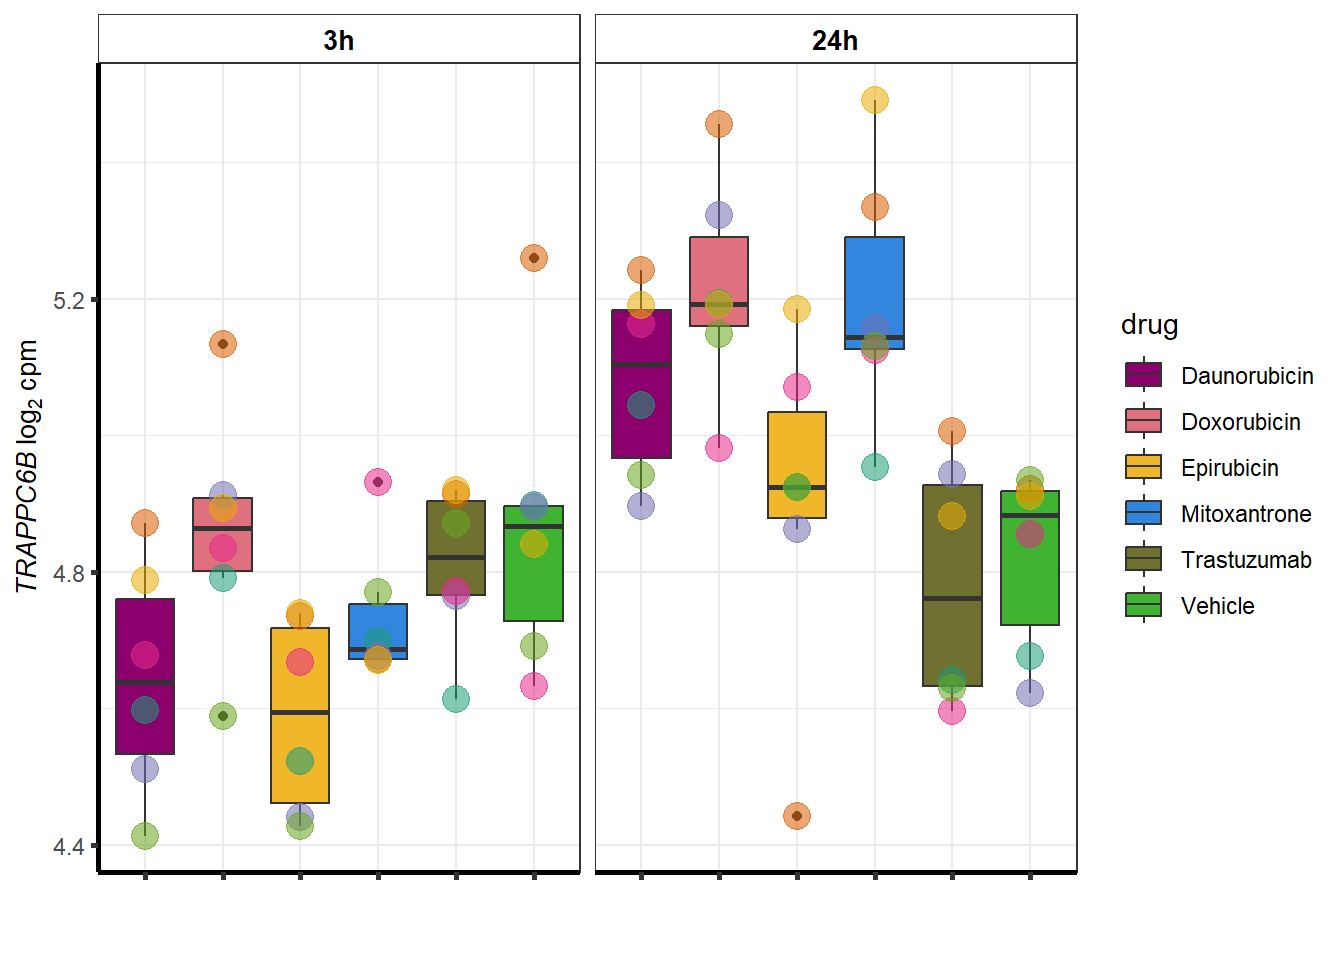 3h
24h
5.2
4.8
4.4
TRAPPC6B log₂ cpm
drug
Daunorubicin
Doxorubicin
Epirubicin
Mitoxantrone
Trastuzumab
Vehicle